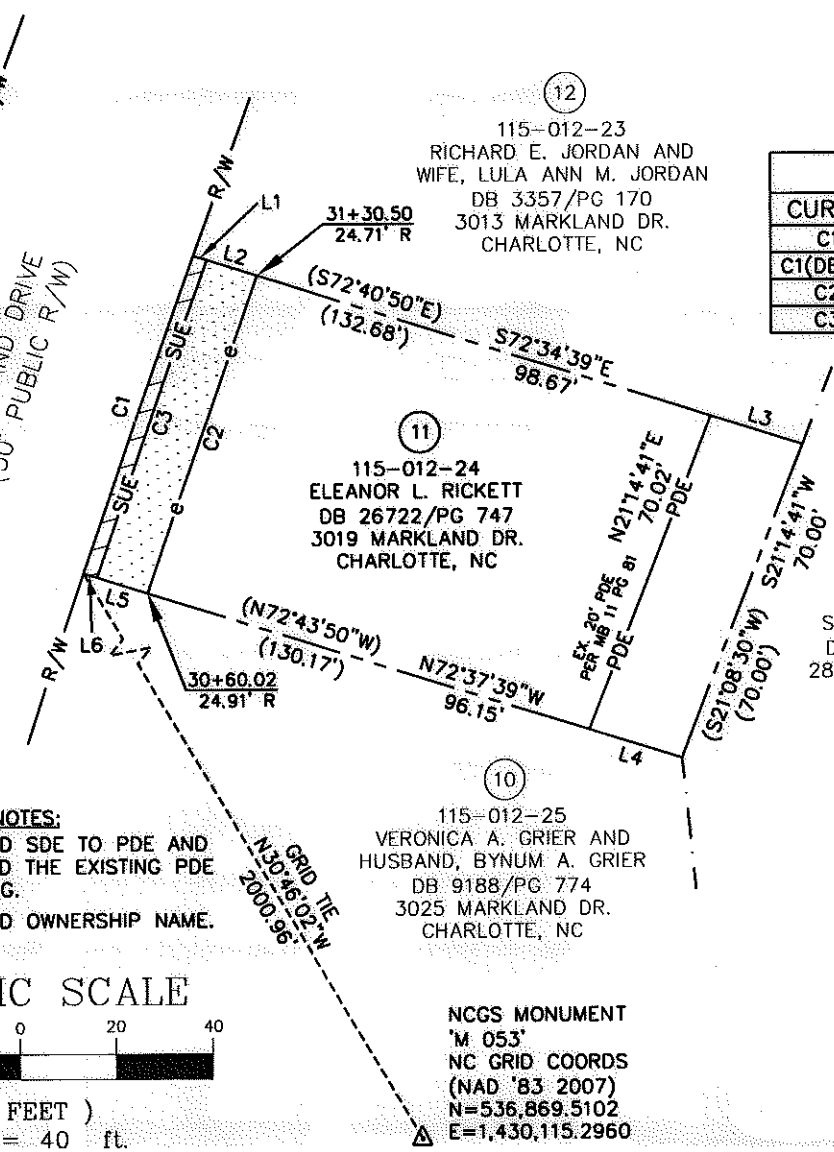 R/W
12
115-012-23
RICHARD E. JORDAN AND
WIFE, LULA ANN M. JORDAN
DB 3357/PG 170
3013 MARKLAND DR.
CHARLOTTE, NC
R/W
L1
31+30.50
24.71' R
L2
(S72°40'50"E)
(132.68')
S72°34'39"E
98.67'
L3
C1
C1(DE
C2
C3
ND DRIVE
PUBLIC R/W)
SUE
C1
C3
SUE
e
C2
e
11
115-012-24
ELEANOR L. RICKETT
DB 26722/PG 747
3019 MARKLAND DR.
CHARLOTTE, NC
N21°14'41"E
70.02'
PDE
EX. 20' PDE
PER MB 11 PG 81
PDE
S21°14'41"W
70.00'
(S21°08'30"W)
(70.00')
L5
L6
R/W
30+60.02
24.91' R
(N72°43'50"W)
(130.17')
N72°37'39"W
96.15'
L4
S
D
28
10
115-012-25
VERONICA A. GRIER AND
HUSBAND, BYNUM A. GRIER
DB 9188/PG 774
3025 MARKLAND DR.
CHARLOTTE, NC
GRID TIE
N30°46'02"W
2000.96'
NOTES:
D SDE TO PDE AND
D THE EXISTING PDE
G.
D OWNERSHIP NAME.
IC SCALE
0 20 40
FEET )
= 40 ft.
NCGS MONUMENT
'M 053'
NC GRID COORDS
(NAD '83 2007)
N=536,869.5102
E=1,430,115.2960